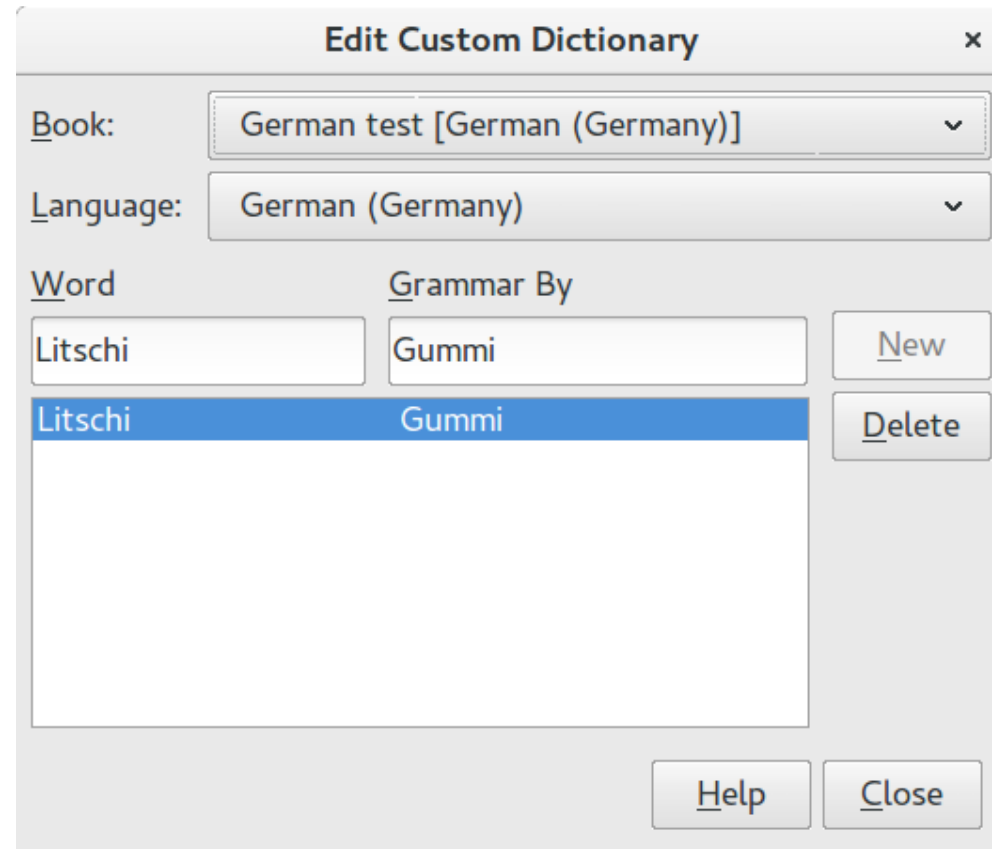 Edit Custom Dictionary ×
Book: German test [German (Germany)]
Language: German (Germany)
Word Grammar By
Litschi Gummi New
Litschi Gummi
Delete
Help Close